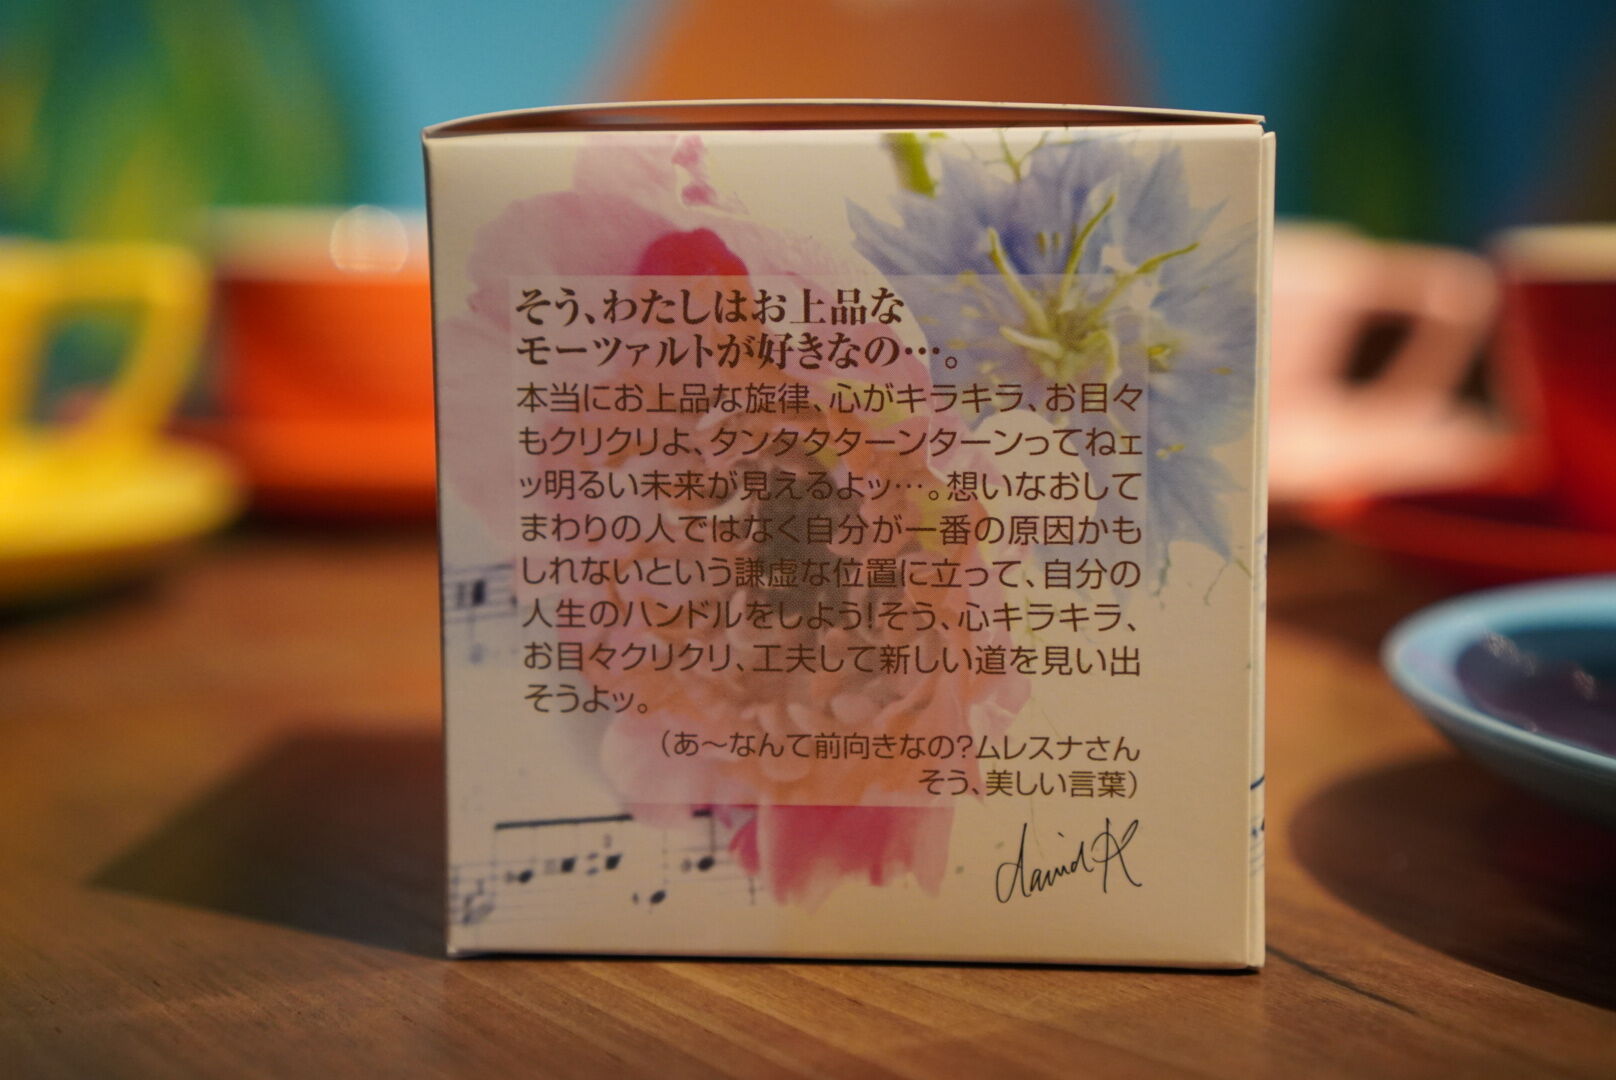 そう、わたしはお上品な
モーツァルトが好きなの…。
本当にお上品な旋律、心がキラキラ、お目々
もクリクリよ、タンタタターンターンってねェ
ッ明るい未来が見えるよッ…。想いなおして
まわりの人ではなく自分が一番の原因かも
しれないという謙虚な位置に立って、自分の
人生のハンドルをしよう!そう、心キラキラ、
お目々クリクリ、工夫して新しい道を見い出
そうよッ。
（あ〜なんて前向きなの?ムレスナさん
そう、美しい言葉）
david K